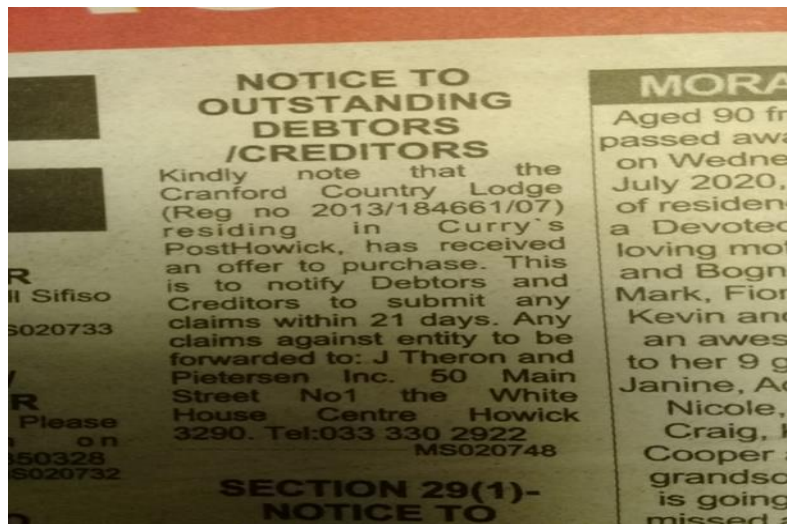 R
ll Sifiso
S020733
R
Please
on
350328
S020732
NOTICE TO
OUTSTANDING
DEBTORS
/CREDITORS
Kindly note that the
Cranford Country Lodge
(Reg no 2013/184661/07)
residing in Curry`s
PostHowick, has received
an offer to purchase. This
is to notify Debtors and
Creditors to submit any
claims within 21 days. Any
claims against entity to be
forwarded to: J Theron and
Pietersen Inc. 50 Main
Street No1 the White
House Centre Howick
3290. Tel:033 330 2922
MS020748
SECTION 29(1)-
NOTICE TO
MORA
Aged 90 fr
passed awa
on Wedne
July 2020,
of residen
a Devoted
loving mot
and Bogn
Mark, Fion
Kevin and
an awes
to her 9 g
Janine, Ad
Nicole,
Craig,
Cooper
grandso
is going
missed